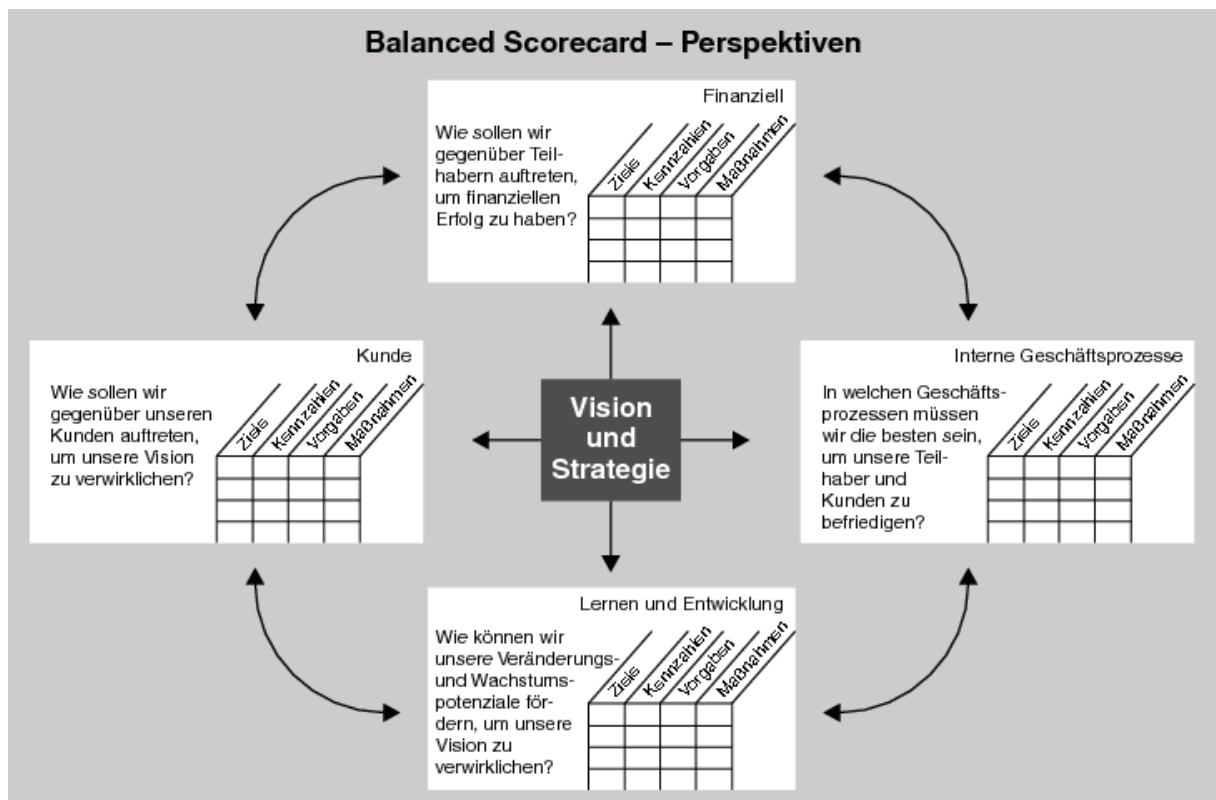 Balanced Scorecard – Perspektiven
Finanziell
Wie sollen wir
gegenüber Teil-
habern auftreten,
um finanziellen
Erfolg zu haben?
Ziele
Kennzahlen
Vorgaben
Maßnahmen
Kunde
Wie sollen wir
gegenüber unseren
Kunden auftreten,
um unsere Vision
zu verwirklichen?
Ziele
Kennzahlen
Vorgaben
Maßnahmen
Vision
und
Strategie
Interne Geschäftsprozesse
In welchen Geschäfts-
prozessen müssen
wir die besten sein,
um unsere Teil-
haber und
Kunden zu
befriedigen?
Ziele
Kennzahlen
Vorgaben
Maßnahmen
Lernen und Entwicklung
Wie können wir
unsere Veränderungs-
und Wachstums-
potenziale för-
dern, um unsere
Vision zu
verwirklichen?
Ziele
Kennzahlen
Vorgaben
Maßnahmen